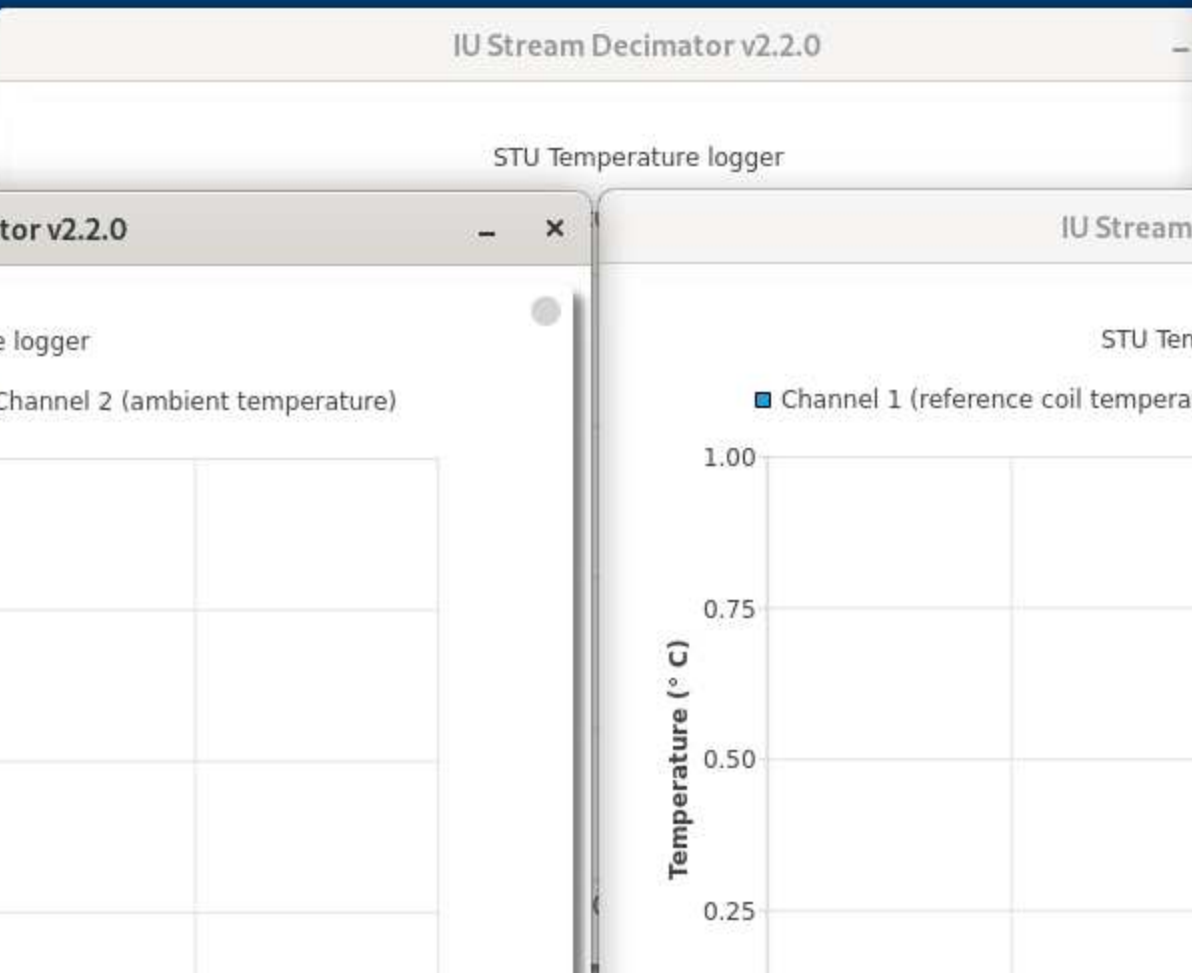 IU Stream Decimator v2.2.0
STU Temperature logger
tor v2.2.0
e logger
Channel 2 (ambient temperature)
IU Stream
STU Tem
Channel 1 (reference coil tempera
1.00
0.75
0.50
0.25
Temperature (° C)